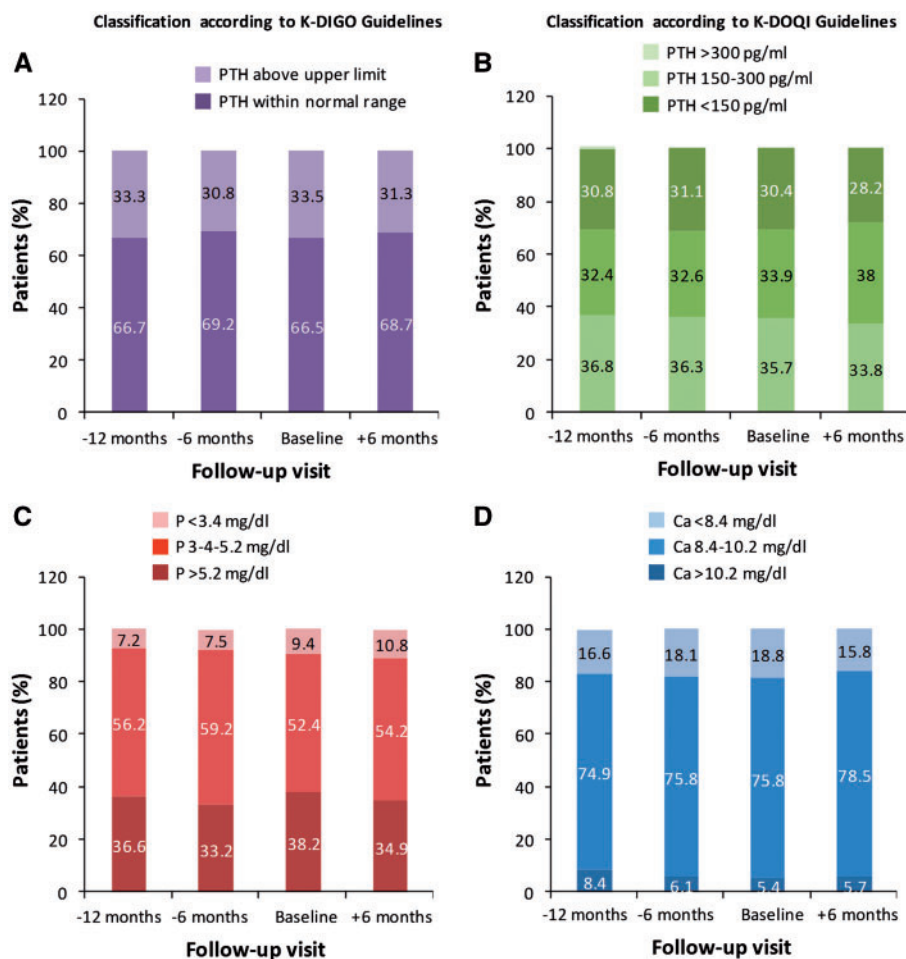 Classification according to K-DIGO Guidelines
Classification according to K-DOQI Guidelines
A
PTH above upper limit
PTH within normal range
120
100
80
60
40
20
0
Patients (%)
33.3
30.8
33.5
31.3
66.7
69.2
66.5
68.7
-12 months
-6 months
Baseline
+6 months
Follow-up visit
B
PTH >300 pg/ml
PTH 150-300 pg/ml
PTH <150 pg/ml
120
100
80
60
40
20
0
Patients (%)
30.8
31.1
30.4
28.2
32.4
32.6
33.9
38
36.8
36.3
35.7
33.8
-12 months
-6 months
Baseline
+6 months
Follow-up visit
C
P <3.4 mg/dl
P 3-4-5.2 mg/dl
P >5.2 mg/dl
120
100
80
60
40
20
0
Patients (%)
7.2
7.5
9.4
10.8
56.2
59.2
52.4
54.2
36.6
33.2
38.2
34.9
-12 months
-6 months
Baseline
+6 months
Follow-up visit
D
Ca <8.4 mg/dl
Ca 8.4-10.2 mg/dl
Ca >10.2 mg/dl
120
100
80
60
40
20
0
Patients (%)
16.6
18.1
18.8
15.8
74.9
75.8
75.8
78.5
8.4
6.1
5.4
5.7
-12 months
-6 months
Baseline
+6 months
Follow-up visit